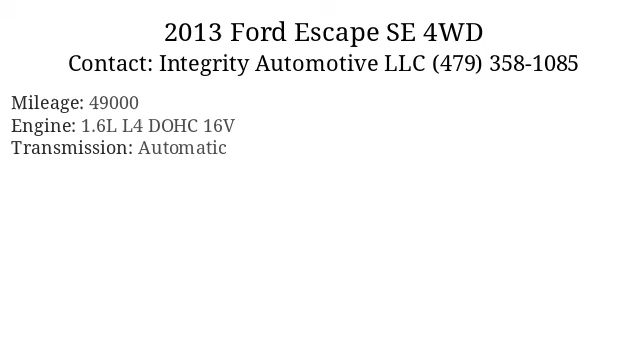 2013 Ford Escape SE 4WD
Contact: Integrity Automotive LLC (479) 358-1085
Mileage: 49000
Engine: 1.6L L4 DOHC 16V
Transmission: Automatic